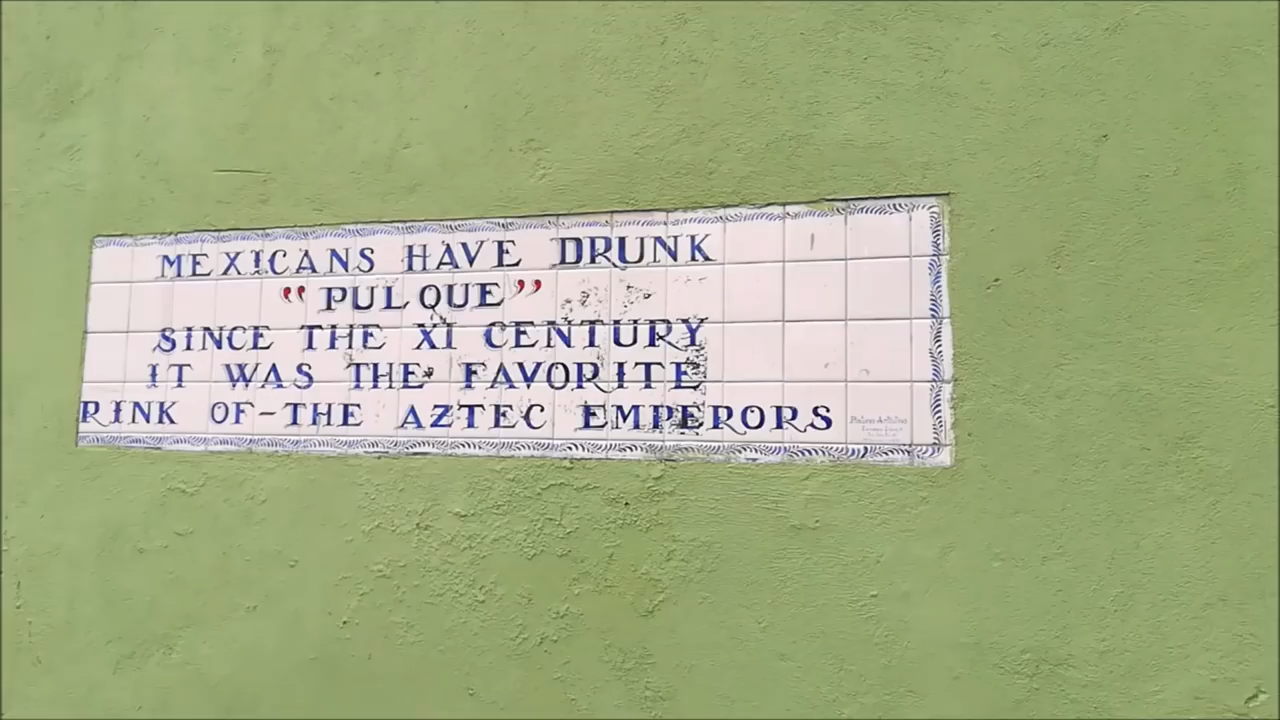 MEXICANS HAVE DRUNK
“PULQUE”
SINCE THE XI CENTURY
IT WAS THE FAVORITE
RINK OF-THE AZTEC EMPERORS